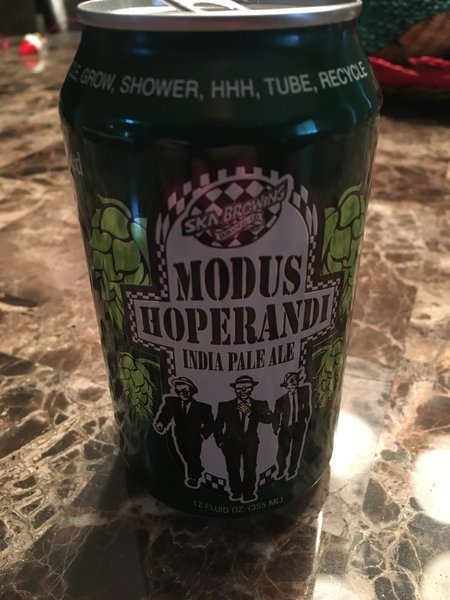 GROW, SHOWER, HHH, TUBE, RECYCLE
SKA BREWING
MODUS
HOPERANDI
INDIA PALE ALE
12 FLUID OZ. (355 ML)